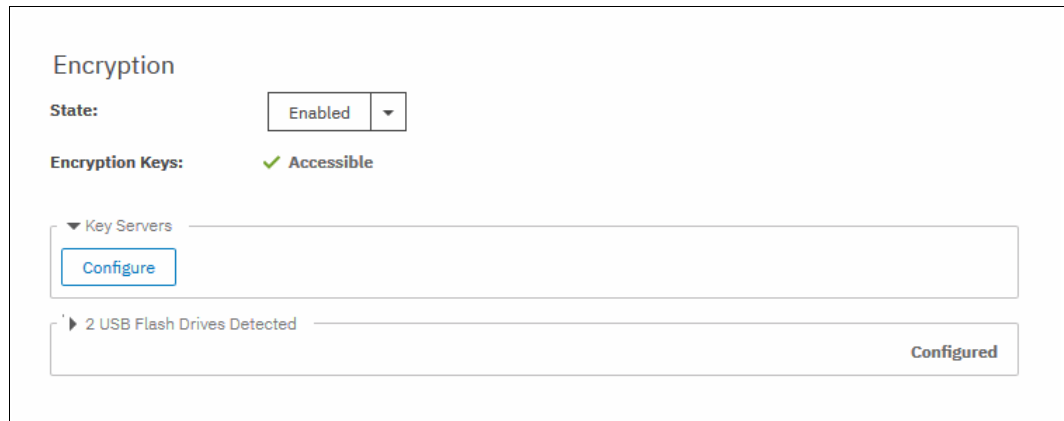 Encryption
State:
Enabled
Encryption Keys:
Accessible
Key Servers
Configure
2 USB Flash Drives Detected
Configured